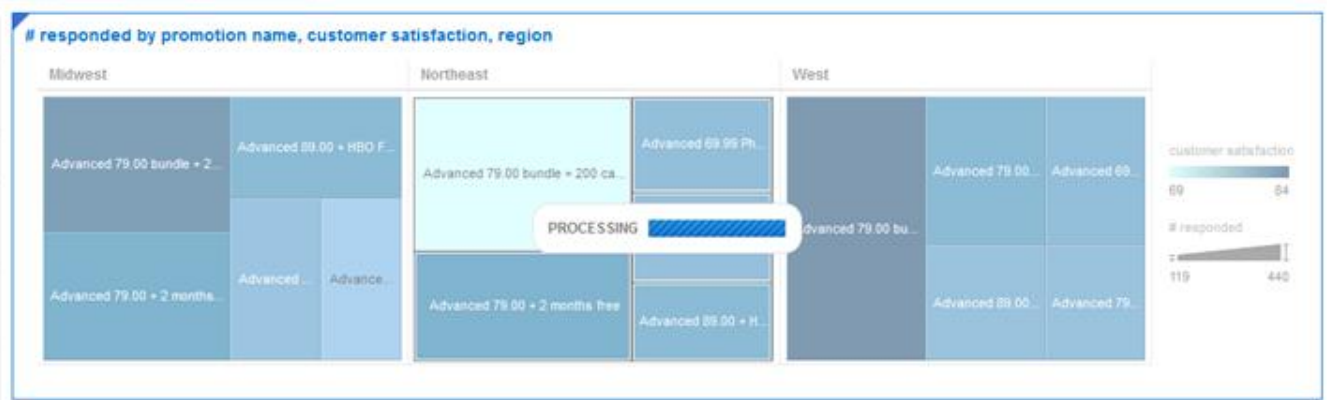 # responded by promotion name, customer satisfaction, region
Midwest
Northeast
West
Advanced 79.00 bundle + 2...
Advanced 89.00 + HBO F...
Advanced 79.00 + 2 months...
Advanced ...
Advance...
Advanced 79.00 bundle + 200 ca...
Advanced 69.99 Ph...
Advanced 79.00 + 2 months free
Advanced 89.00 + H...
PROCESSING
Advanced 79.00 bu...
Advanced 79.00...
Advanced 69...
Advanced 89.00...
Advanced 79...
customer satisfaction
69 84
# responded
119 440